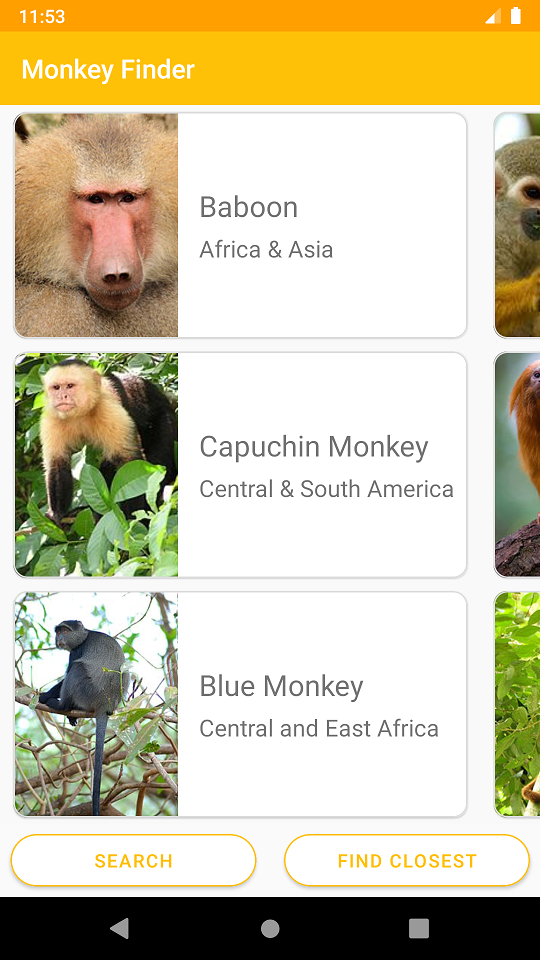 11:53
Monkey Finder
Baboon
Africa & Asia
Capuchin Monkey
Central & South America
Blue Monkey
Central and East Africa
SEARCH
FIND CLOSEST